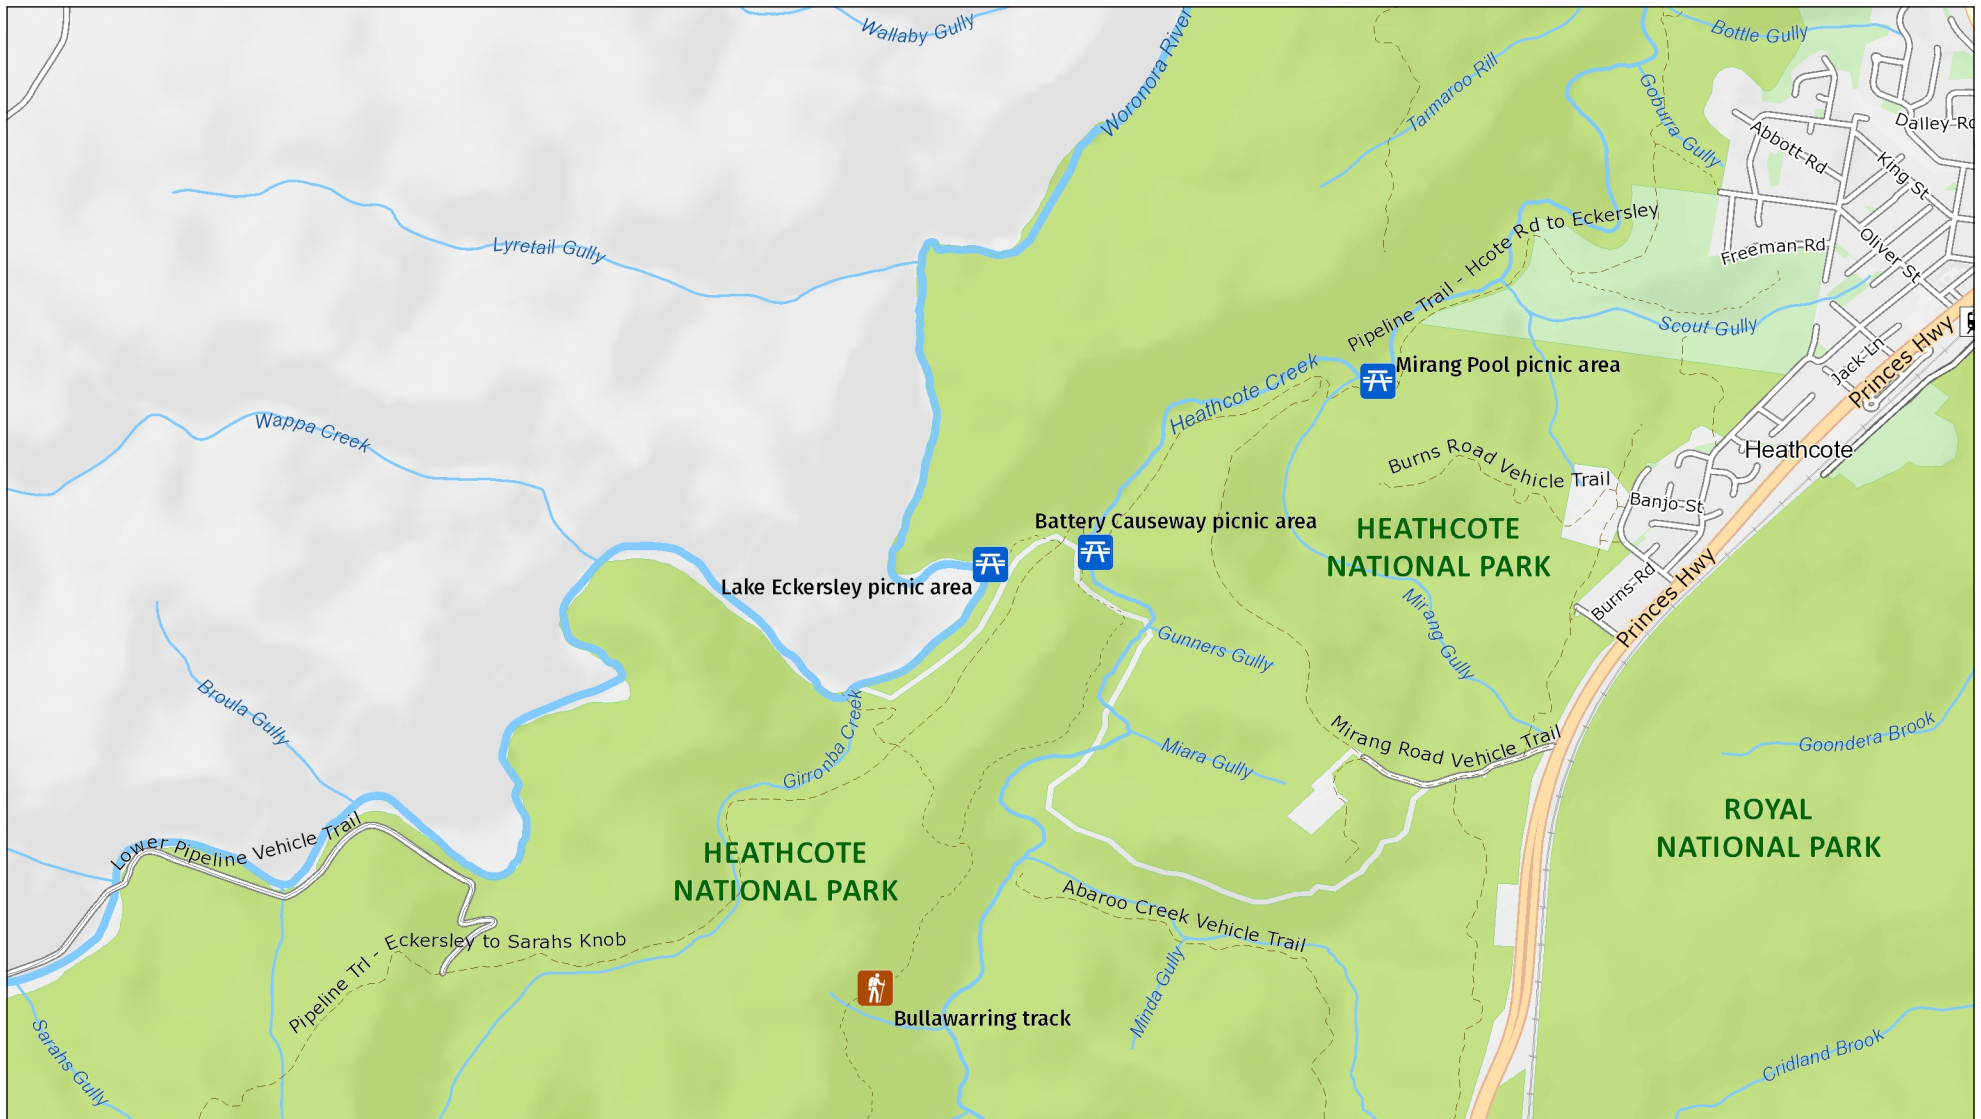 Wallaby Gully
Bottle Gully
Woronora River
Tarmaroo Rill
Goburra Gully
Dalley Rd
Abbott Rd
King St
Pipeline Trail - Hcote Rd to Eckersley
Freeman Rd
Oliver St
Lyretail Gully
Scout Gully
Princes Hwy
Jack Ln
Mirang Pool picnic area
Heathcote Creek
Wappa Creek
Burns Road Vehicle Trail
Heathcote
Banjo St
Battery Causeway picnic area
HEATHCOTE
NATIONAL PARK
Lake Eckersley picnic area
Burns Rd
Princes Hwy
Mirang Gully
Gunners Gully
Broula Gully
Girronba Creek
Miara Gully
Mirang Road Vehicle Trail
Goondera Brook
Lower Pipeline Vehicle Trail
ROYAL
NATIONAL PARK
HEATHCOTE
NATIONAL PARK
Abaroo Creek Vehicle Trail
Pipeline Trl - Eckersley to Sarahs Knob
Minda Gully
Bullawarring track
Sarahs Gully
Cridland Brook